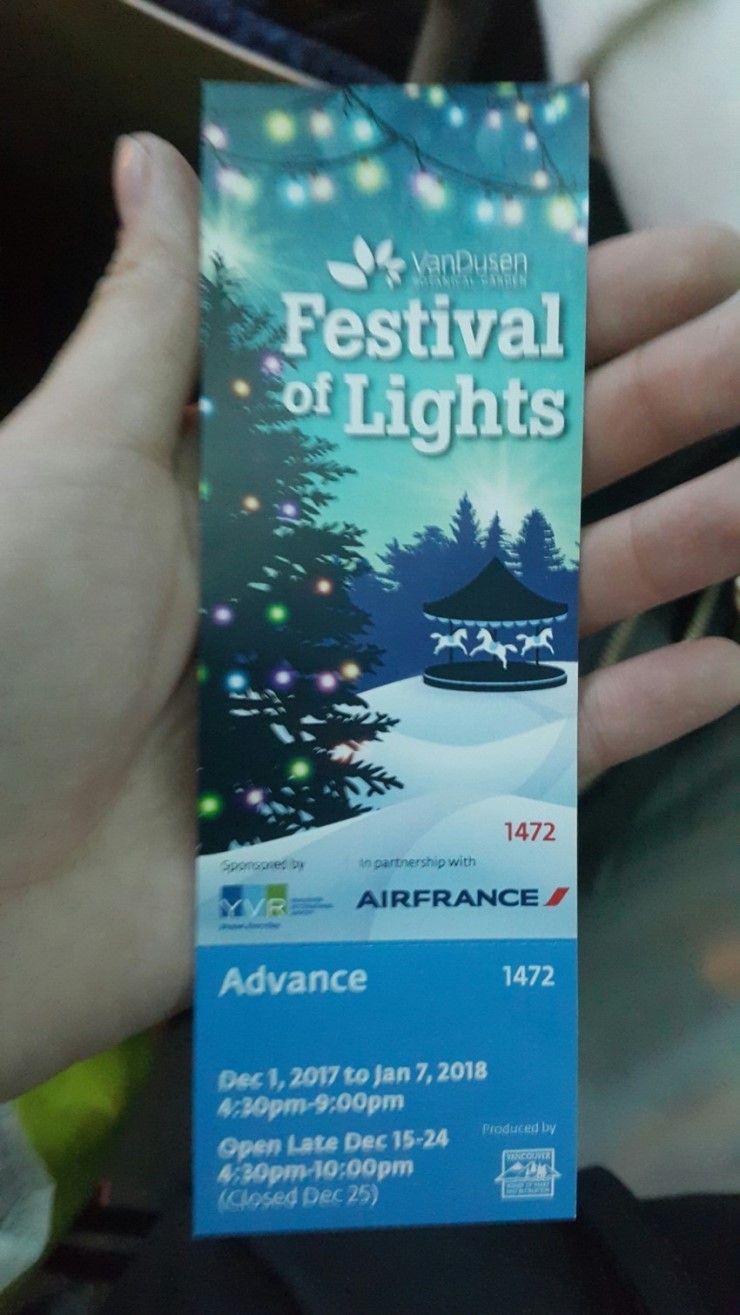 VanDusen
BOTANICAL GARDEN
Festival
of Lights
1472
Sponsored by
In partnership with
YVR
AIRFRANCE
Advance
1472
Dec 1, 2017 to Jan 7, 2018
4:30pm-9:00pm
Open Late Dec 15-24
4:30pm-10:00pm
(Closed Dec 25)
Produced by
VANCOUVER